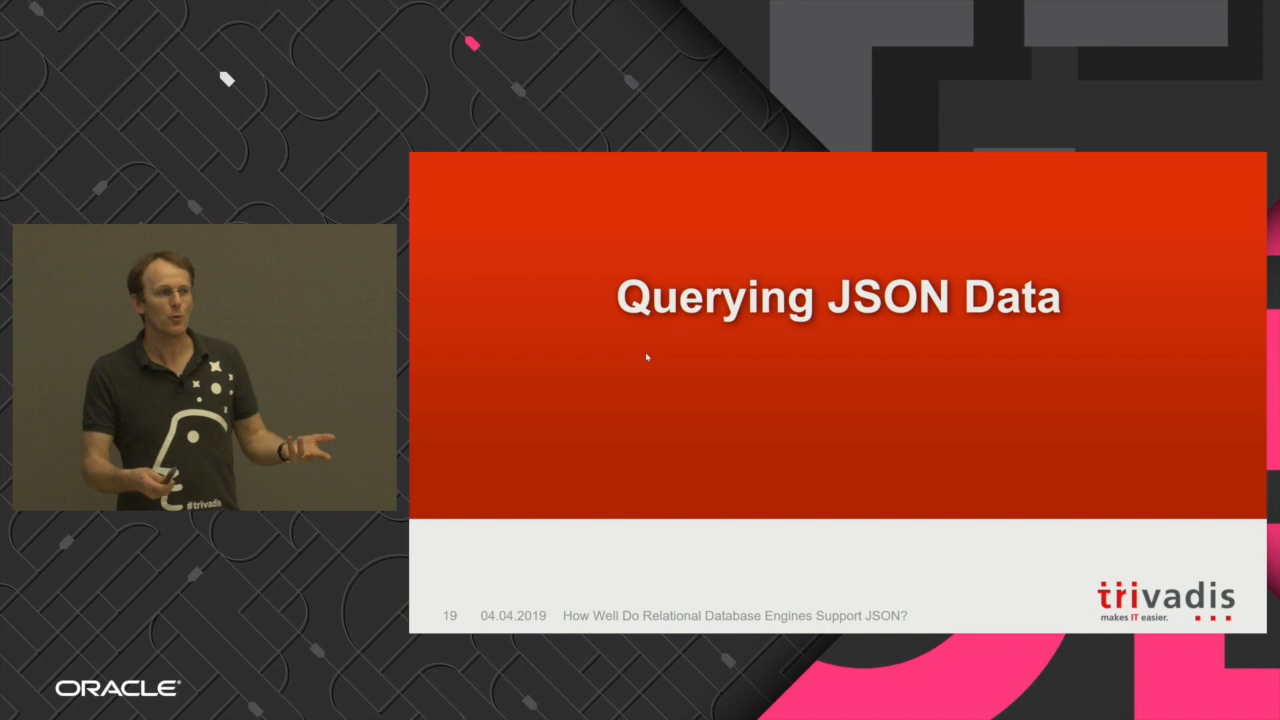 Querying JSON Data
#trivadis
19 04.04.2019 How Well Do Relational Database Engines Support JSON?
trivadis
makes IT easier.
ORACLE®